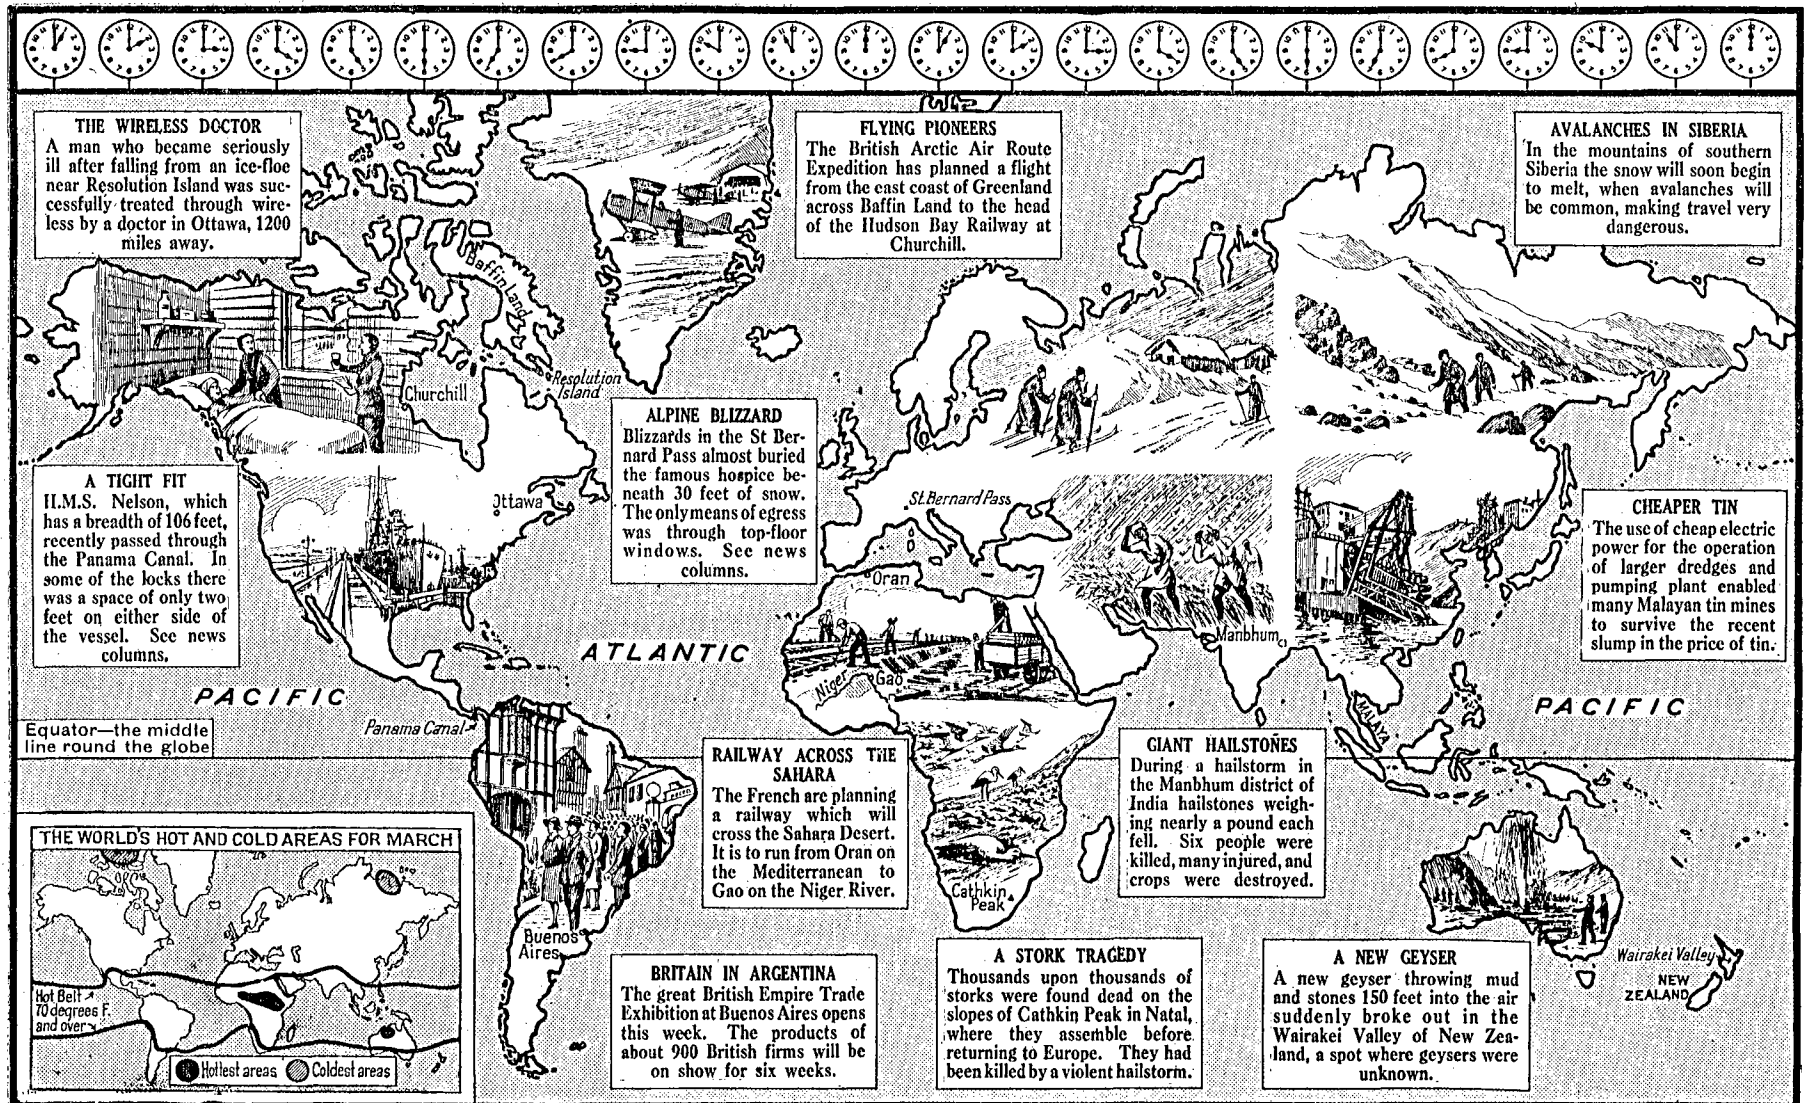 THE WIRELESS DOCTOR
A man who became seriously
ill after falling from an ice-floe
near Resolution Island was suc-
cessfully treated through wire-
less by a doctor in Ottawa, 1200
miles away.
FLYING PIONEERS
The British Arctic Air Route
Expedition has planned a flight
from the east coast of Greenland
across Baffin Land to the head
of the Hudson Bay Railway at
Churchill.
AVALANCHES IN SIBERIA
In the mountains of southern
Siberia the snow will soon begin
to melt, when avalanches will
be common, making travel very
dangerous.
Baffin Land
Resolution
Island
Churchill
ALPINE BLIZZARD
Blizzards in the St Ber-
nard Pass almost buried
the famous hospice be-
neath 30 feet of snow.
The only means of egress
was through top-floor
windows. See news
columns.
A TIGHT FIT
H.M.S. Nelson, which
has a breadth of 106 feet,
recently passed through
the Panama Canal. In
some of the locks there
was a space of only two
feet on either side of
the vessel. See news
columns.
Ottawa
St. Bernard Pass
CHEAPER TIN
The use of cheap electric
power for the operation
of larger dredges and
pumping plant enabled
many Malayan tin mines
to survive the recent
slump in the price of tin.
Oran
Manbhum
ATLANTIC
Niger
Gao
PACIFIC
PACIFIC
MALAYA
Panama Canal
Equator—the middle
line round the globe
RAILWAY ACROSS THE
SAHARA
The French are planning
a railway which will
cross the Sahara Desert.
It is to run from Oran on
the Mediterranean to
Gao on the Niger River.
GIANT HAILSTONES
During a hailstorm in
the Manbhum district of
India hailstones weigh-
ing nearly a pound each
fell. Six people were
killed, many injured, and
crops were destroyed.
Cathkin
Peak
THE WORLD'S HOT AND COLD AREAS FOR MARCH
Hot Belt
70 degrees F.
and over
Hottest areas
Coldest areas
Buenos
Aires
BRITAIN IN ARGENTINA
The great British Empire Trade
Exhibition at Buenos Aires opens
this week. The products of
about 900 British firms will be
on show for six weeks.
A STORK TRAGEDY
Thousands upon thousands of
storks were found dead on the
slopes of Cathkin Peak in Natal,
where they assemble before
returning to Europe. They had
been killed by a violent hailstorm.
A NEW GEYSER
A new geyser throwing mud
and stones 150 feet into the air
suddenly broke out in the
Wairakei Valley of New Zea-
land, a spot where geysers were
unknown.
Wairakei Valley
NEW
ZEALAND